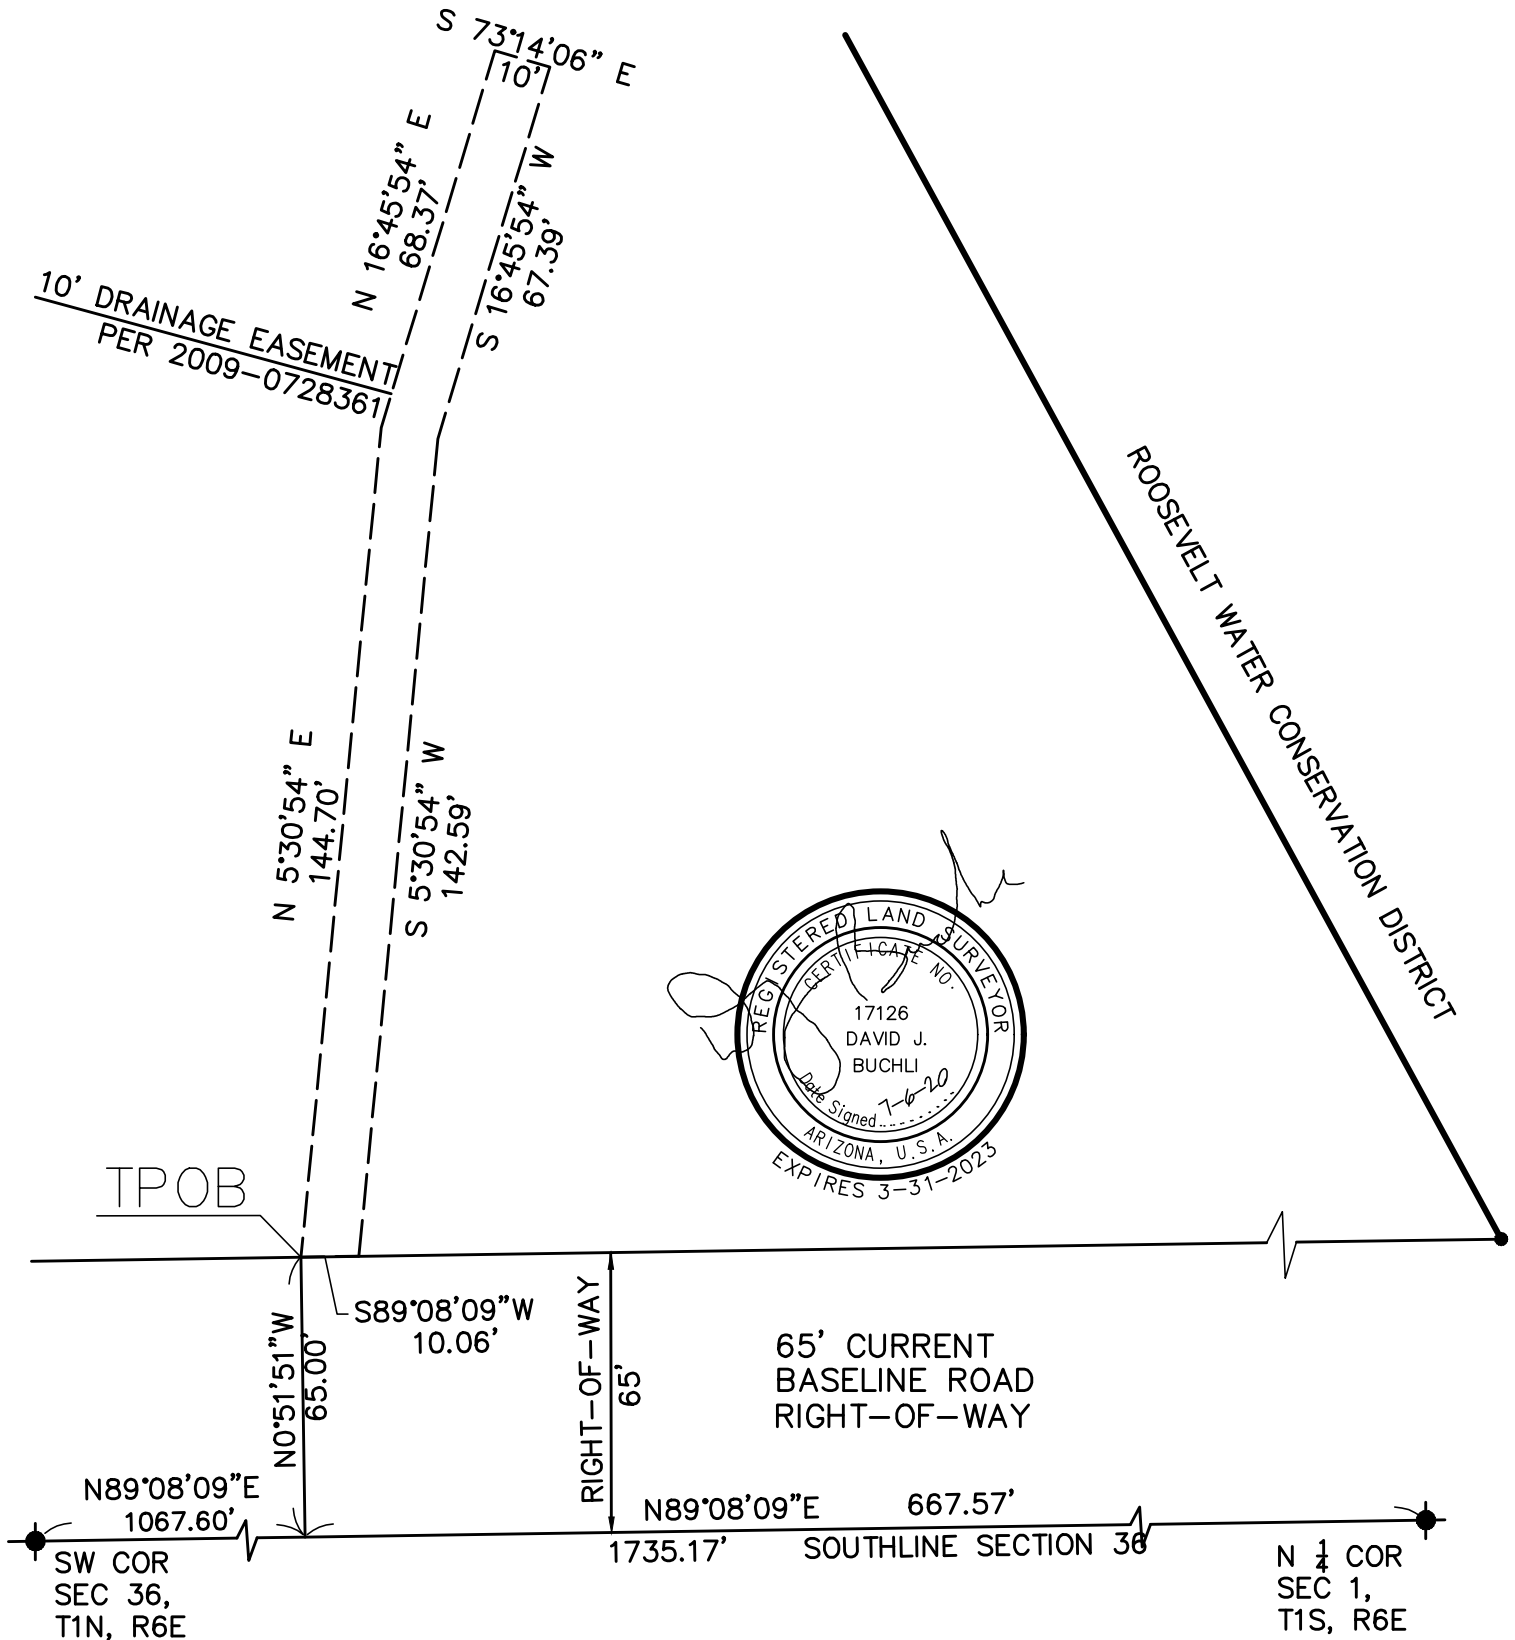 S 73°14'06" E
10'
N 16°45'54" E
68.37'
S 16°45'54" W
67.39'
10' DRAINAGE EASEMENT
PER 2009-0728361
ROOSEVELT WATER CONSERVATION DISTRICT
N 5°30'54" E
144.70'
S 5°30'54" W
142.59'
REGISTERED LAND SURVEYOR
CERTIFICATE NO.
17126
DAVID J.
BUCHLI
Date Signed 7-6-20
ARIZONA, U.S.A.
EXPIRES 3-31-2023
TPOB
S89°08'09"W
10.06'
N0°51'51"W
65.00'
RIGHT-OF-WAY
65'
65' CURRENT
BASELINE ROAD
RIGHT-OF-WAY
N89°08'09"E
1067.60'
N89°08'09"E 667.57'
1735.17' SOUTHLINE SECTION 36
SW COR
SEC 36,
T1N, R6E
N 1/4 COR
SEC 1,
T1S, R6E